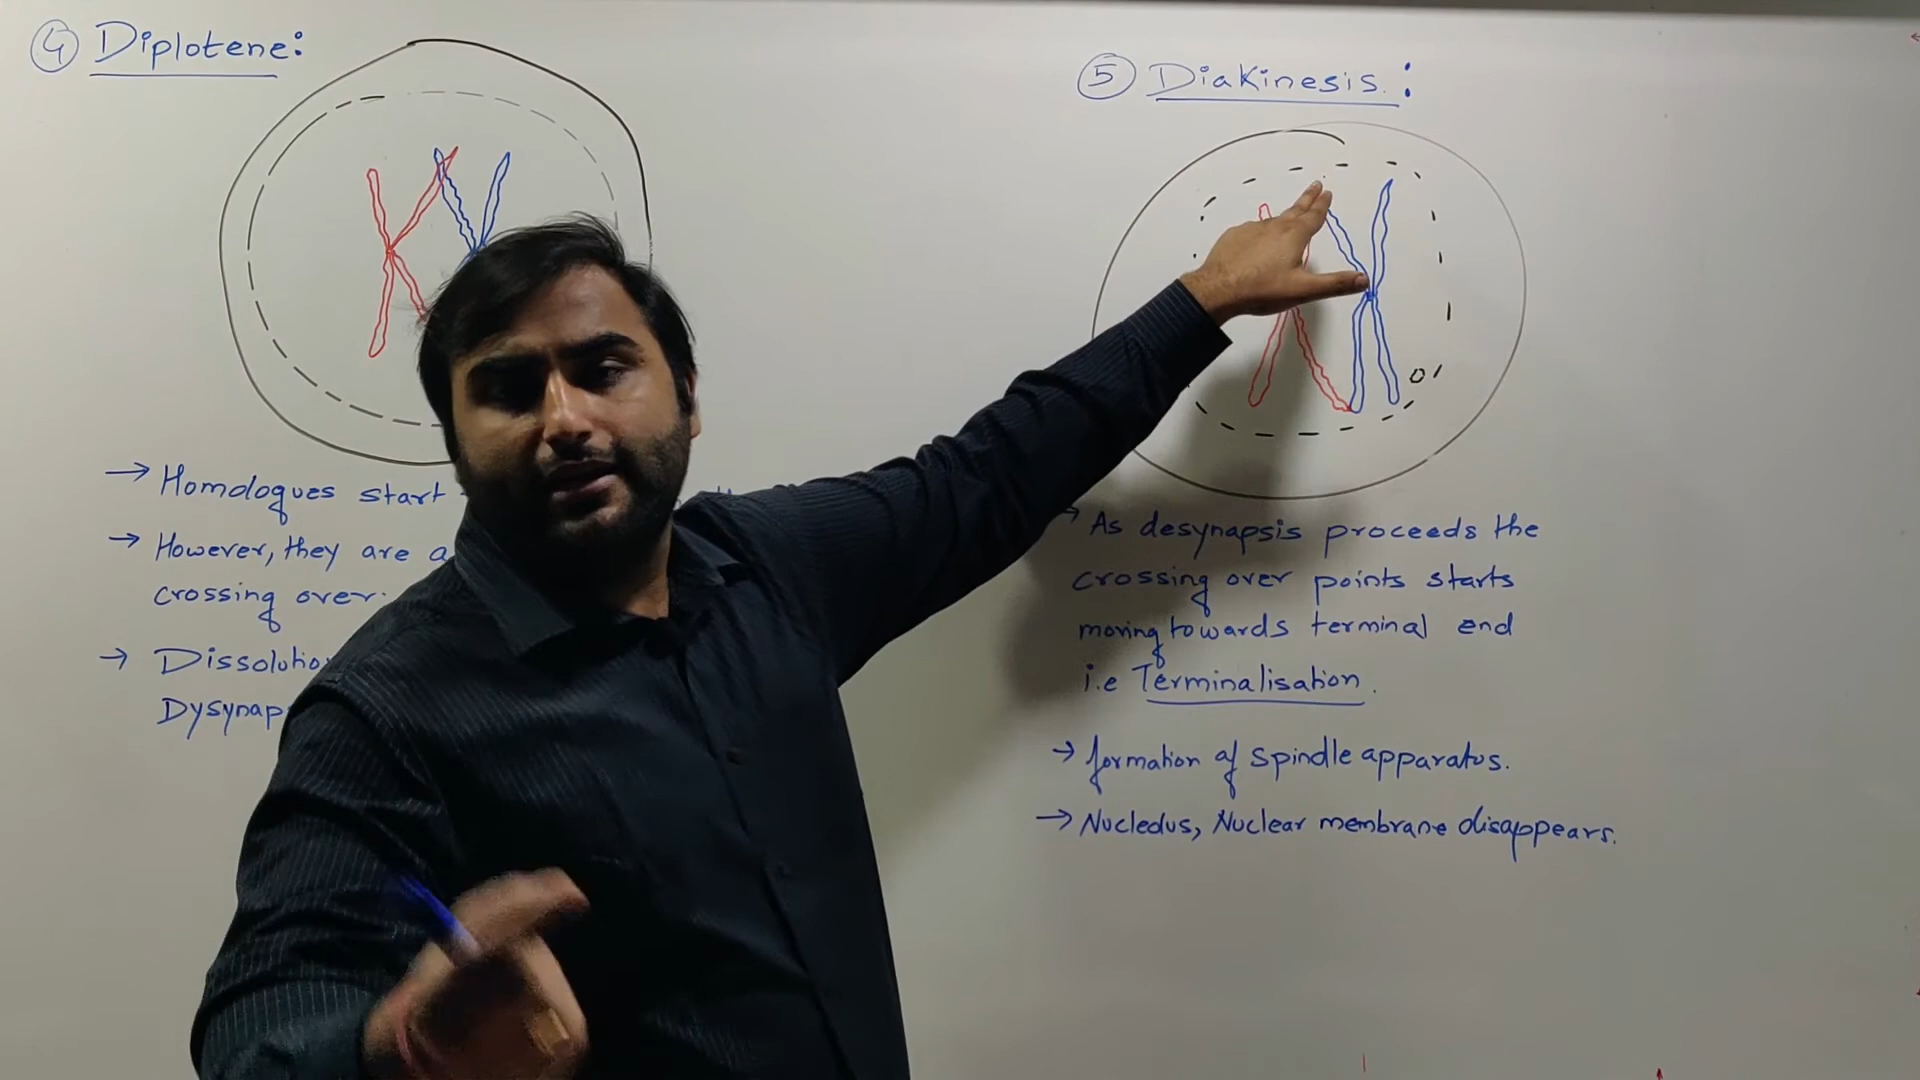 ④ Diplotene:
→ Homologues start
→ However, they are a
crossing over.
→ Dissolutio
Dysynap
⑤ Diakinesis:
→ As desynapsis proceeds the
crossing over points starts
moving towards terminal end
i.e Terminalisation.
→ formation of spindle apparatus.
→ Nucleolus, Nuclear membrane disappears.